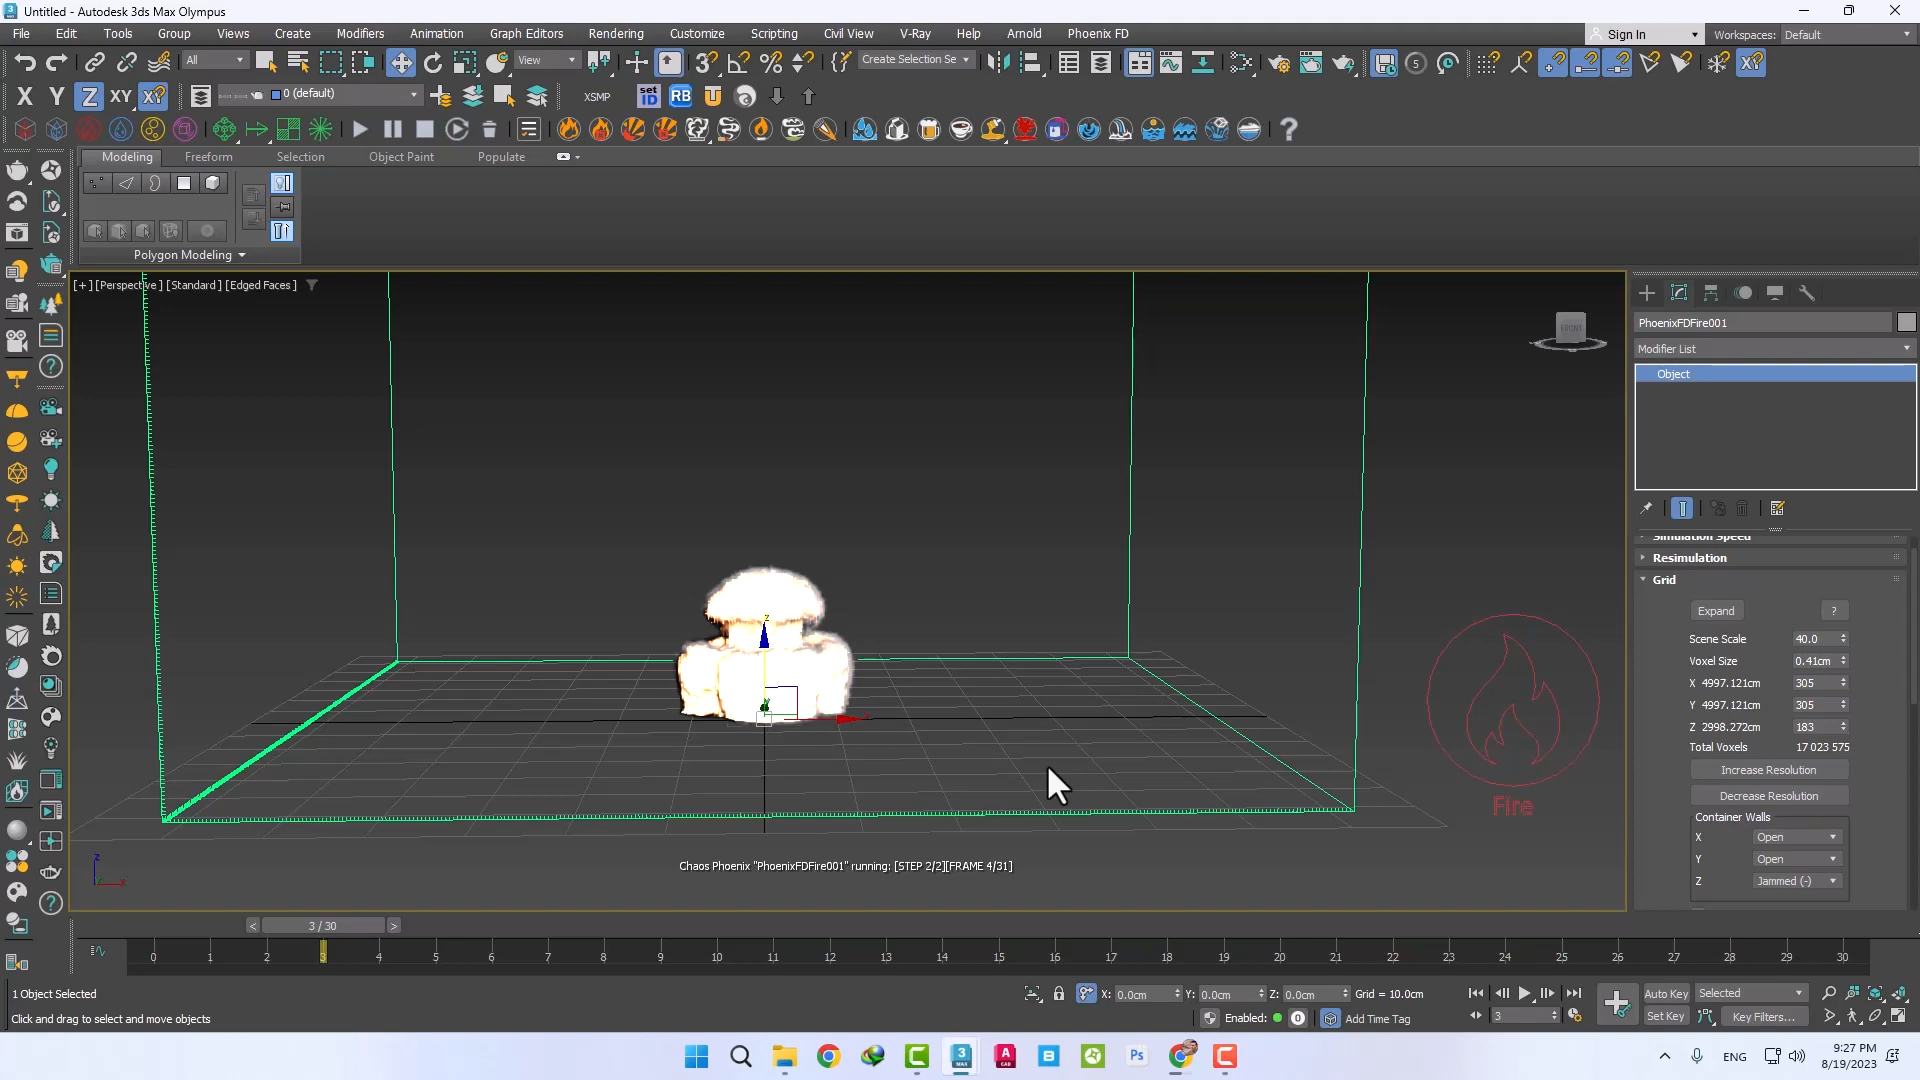 Untitled - Autodesk 3ds Max Olympus
File Edit Tools Group Views Create Modifiers Animation Graph Editors Rendering Customize Scripting Civil View V-Ray Help Arnold Phoenix FD
Sign In Workspaces: Default
All View Create Selection Se
X Y Z XY 0 (default) XSMP set ID RB
Modeling Freeform Selection Object Paint Populate
Polygon Modeling
[+] [Perspective] [Standard] [Edged Faces]
FRONT
PhoenixFDFire001
Modifier List
Object
Simulation Speed
Resimulation
Grid
Expand ?
Scene Scale 40.0
Voxel Size 0.41cm
X 4997.121cm 305
Y 4997.121cm 305
Z 2998.272cm 183
Total Voxels 17 023 575
Increase Resolution
Decrease Resolution
Container Walls
X Open
Y Open
Z Jammed (-)
Fire
Chaos Phoenix "PhoenixFDFire001" running: [STEP 2/2][FRAME 4/31]
< 3 / 30 >
0 1 2 3 4 5 6 7 8 9 10 11 12 13 14 15 16 17 18 19 20 21 22 23 24 25 26 27 28 29 30
1 Object Selected
Click and drag to select and move objects
X: 0.0cm Y: 0.0cm Z: 0.0cm Grid = 10.0cm
Enabled: 0 Add Time Tag
3
Auto Key Selected
Set Key Key Filters...
ENG
9:27 PM
8/19/2023